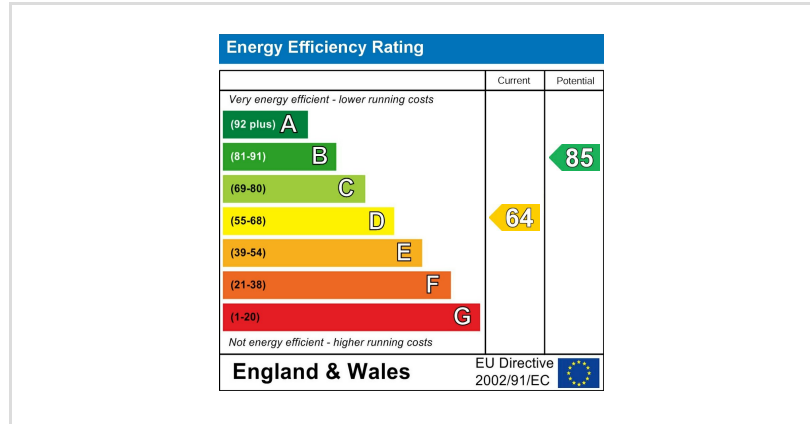 Energy Efficiency Rating
Current Potential
Very energy efficient - lower running costs
(92 plus) A
(81-91) B 85
(69-80) C
(55-68) D 64
(39-54) E
(21-38) F
(1-20) G
Not energy efficient - higher running costs
England & Wales
EU Directive
2002/91/EC